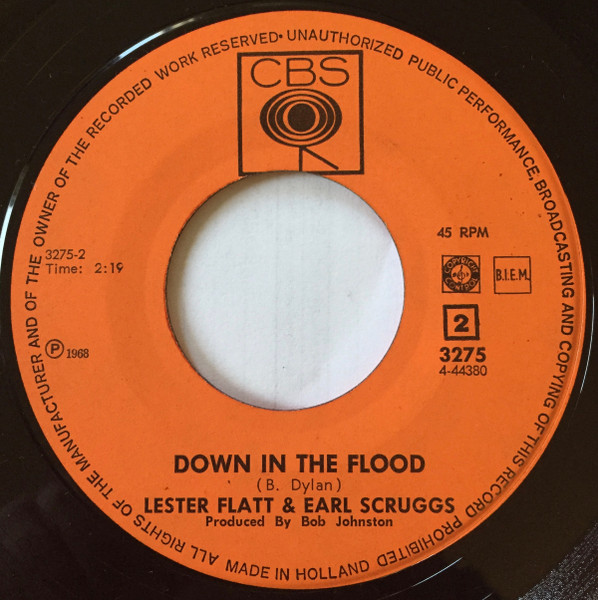 ALL RIGHTS OF THE MANUFACTURER AND OF THE OWNER OF THE RECORDED WORK RESERVED • UNAUTHORIZED PUBLIC PERFORMANCE, BROADCASTING AND COPYING OF THIS RECORD PROHIBITED
CBS
45 RPM
3275-2
Time: 2:19
COPYRIGHT CONTROL
B.I.E.M.
2
3275
4-44380
P 1968
DOWN IN THE FLOOD
(B. Dylan)
LESTER FLATT & EARL SCRUGGS
Produced By Bob Johnston
MADE IN HOLLAND